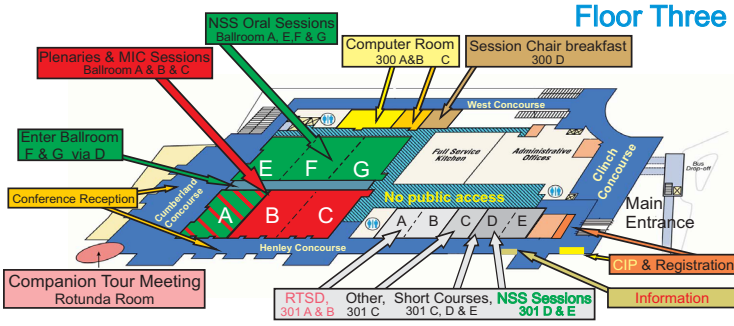 Floor Three
NSS Oral Sessions
Ballroom A, E,F & G
Plenaries & MIC Sessions
Ballroom A & B & C
Computer Room
300 A&B C
Session Chair breakfast
300 D
West Concourse
Enter Ballroom
F & G via D
E F G
Full Service
Kitchen
Administrative
Offices
Clinch
Concourse
Bus
Drop-off
Conference Reception
Cumberland
Concourse
No public access
Main
Entrance
A B C
A B C D E
Henley Concourse
CIP & Registration
Companion Tour Meeting
Rotunda Room
RTSD,
301 A & B
Other,
301 C
Short Courses,
301 C, D & E
NSS Sessions
301 D & E
Information